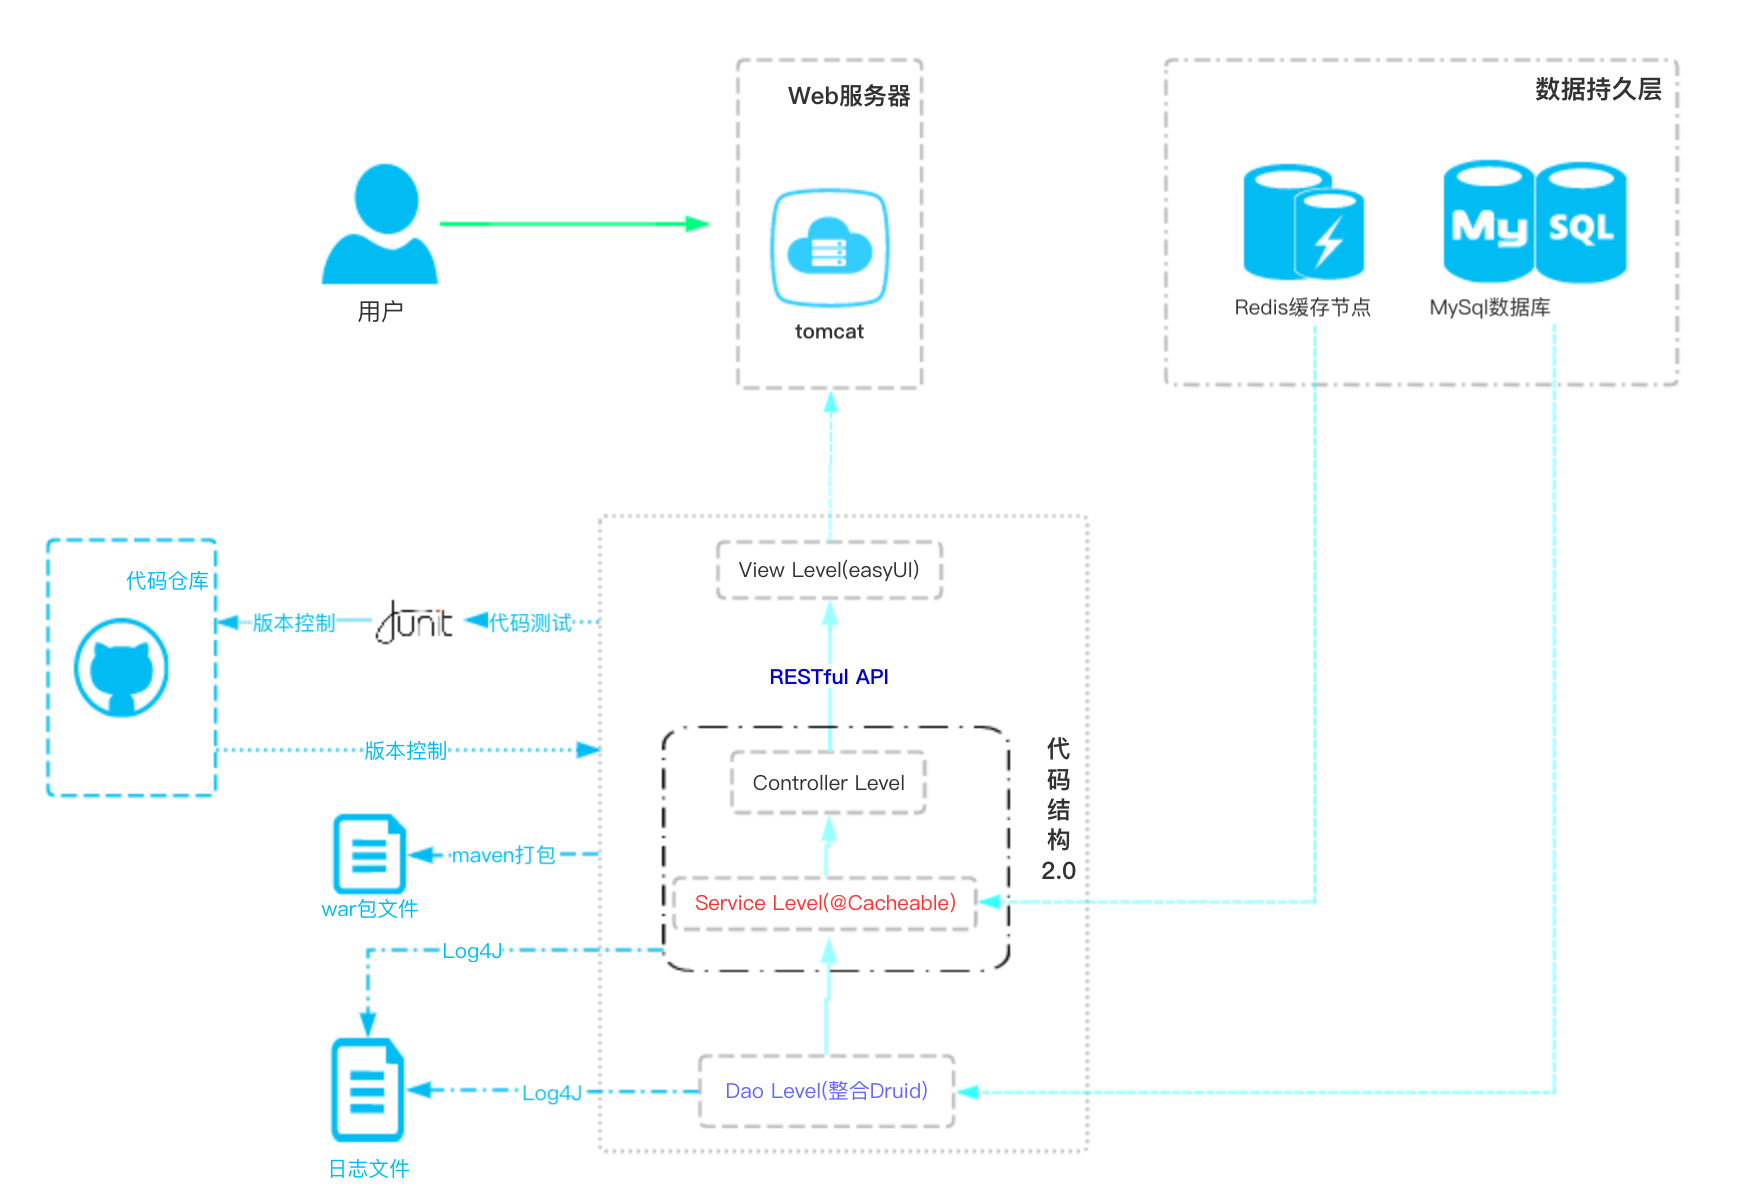 Web服务器
数据持久层
My SQL
用户
tomcat
Redis缓存节点
MySql数据库
代码仓库
View Level(easyUI)
版本控制
JUnit
代码测试
RESTful API
版本控制
代
码
结
构
2.0
Controller Level
maven打包
war包文件
Service Level(@Cacheable)
Log4J
Dao Level(整合Druid)
Log4J
日志文件